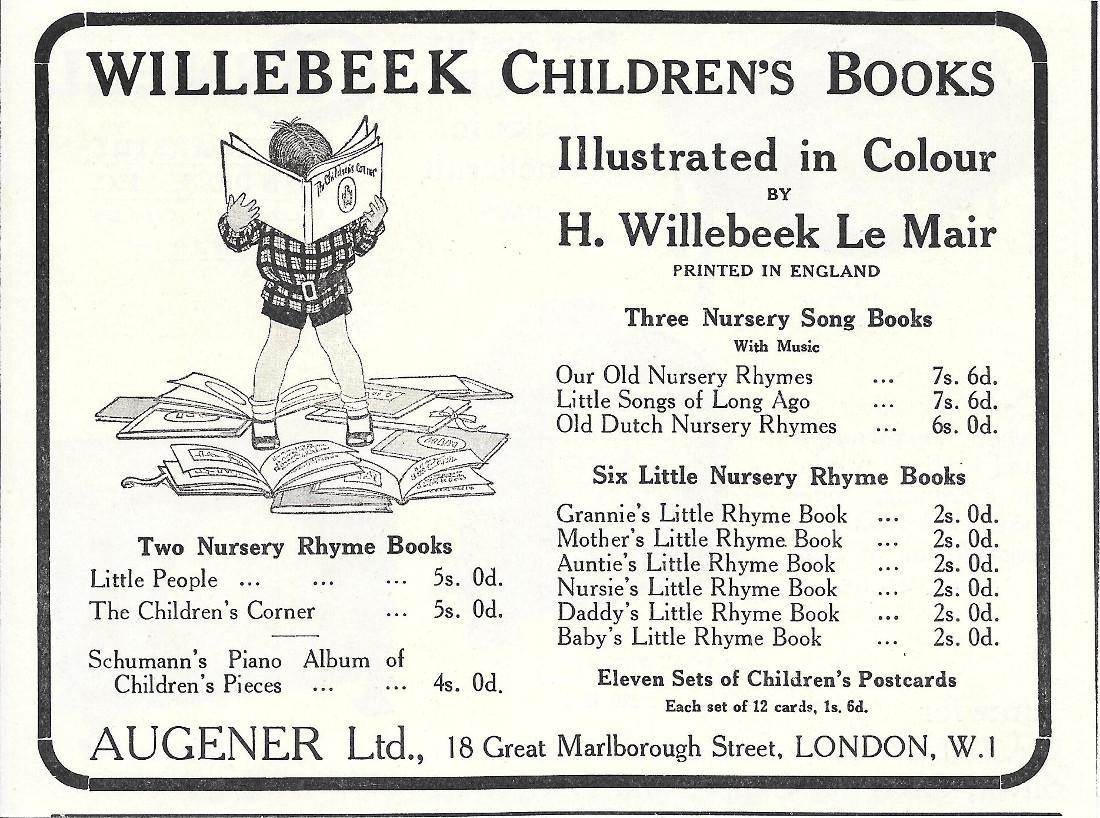 WILLEBEEK CHILDREN'S BOOKS
The Children's Corner
Illustrated in Colour
BY
H. Willebeek Le Mair
PRINTED IN ENGLAND
Three Nursery Song Books
With Music
Our Old Nursery Rhymes ... 7s. 6d.
Little Songs of Long Ago ... 7s. 6d.
Old Dutch Nursery Rhymes ... 6s. 0d.
Six Little Nursery Rhyme Books
Grannie's Little Rhyme Book ... 2s. 0d.
Mother's Little Rhyme Book ... 2s. 0d.
Auntie's Little Rhyme Book ... 2s. 0d.
Nursie's Little Rhyme Book ... 2s. 0d.
Daddy's Little Rhyme Book ... 2s. 0d.
Baby's Little Rhyme Book ... 2s. 0d.
Eleven Sets of Children's Postcards
Each set of 12 cards, 1s. 6d.
Two Nursery Rhyme Books
Little People ... ... ... 5s. 0d.
The Children's Corner ... 5s. 0d.
Schumann's Piano Album of
Children's Pieces ... ... 4s. 0d.
AUGENER Ltd., 18 Great Marlborough Street, LONDON, W.1